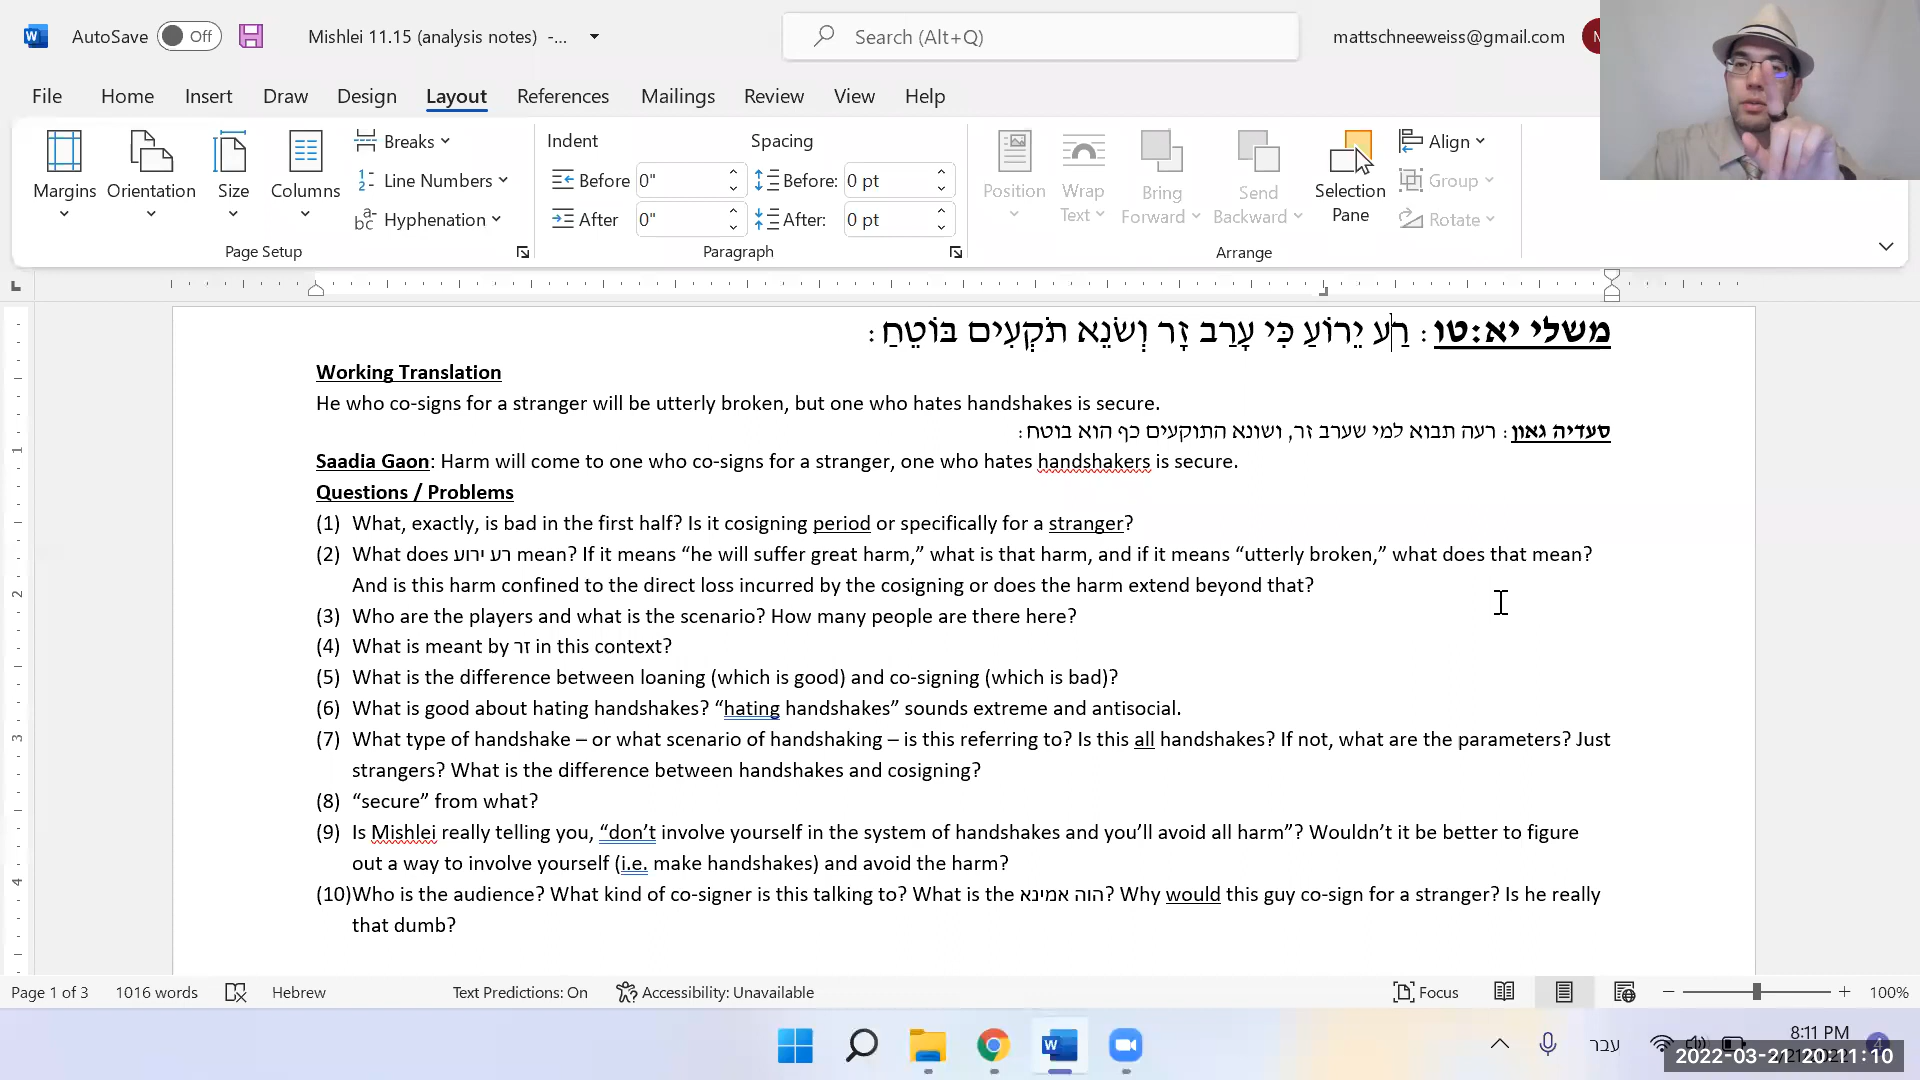 AutoSave Off Mishlei 11.15 (analysis notes) -... Search (Alt+Q) mattschneeweiss@gmail.com
File Home Insert Draw Design Layout References Mailings Review View Help
Margins Orientation Size Columns Breaks Line Numbers Hyphenation
Page Setup
Indent Spacing
Before 0" Before: 0 pt
After 0" After: 0 pt
Paragraph
Position Wrap Text Bring Forward Send Backward Selection Pane Align Group Rotate
Arrange
משלי יא:טו: רַע יֵרוֹעַ כִּי עָרַב זָר וְשֹׂנֵא תֹקְעִים בּוֹטֵחַ:
Working Translation
He who co-signs for a stranger will be utterly broken, but one who hates handshakes is secure.
סעדיה גאון: רעה תבוא למי שערב זר, ושונא התוקעים כף הוא בוטח:
Saadia Gaon: Harm will come to one who co-signs for a stranger, one who hates handshakers is secure.
Questions / Problems
(1) What, exactly, is bad in the first half? Is it cosigning period or specifically for a stranger?
(2) What does רע ירוע mean? If it means “he will suffer great harm,” what is that harm, and if it means “utterly broken,” what does that mean?
And is this harm confined to the direct loss incurred by the cosigning or does the harm extend beyond that?
(3) Who are the players and what is the scenario? How many people are there here?
(4) What is meant by זר in this context?
(5) What is the difference between loaning (which is good) and co-signing (which is bad)?
(6) What is good about hating handshakes? “hating handshakes” sounds extreme and antisocial.
(7) What type of handshake – or what scenario of handshaking – is this referring to? Is this all handshakes? If not, what are the parameters? Just
strangers? What is the difference between handshakes and cosigning?
(8) “secure” from what?
(9) Is Mishlei really telling you, “don’t involve yourself in the system of handshakes and you’ll avoid all harm”? Wouldn’t it be better to figure
out a way to involve yourself (i.e. make handshakes) and avoid the harm?
(10) Who is the audience? What kind of co-signer is this talking to? What is the הוה אמינא? Why would this guy co-sign for a stranger? Is he really
that dumb?
Page 1 of 3 1016 words Hebrew Text Predictions: On Accessibility: Unavailable Focus 100%
עבר 8:11 PM
2022-03-21 20:11:10